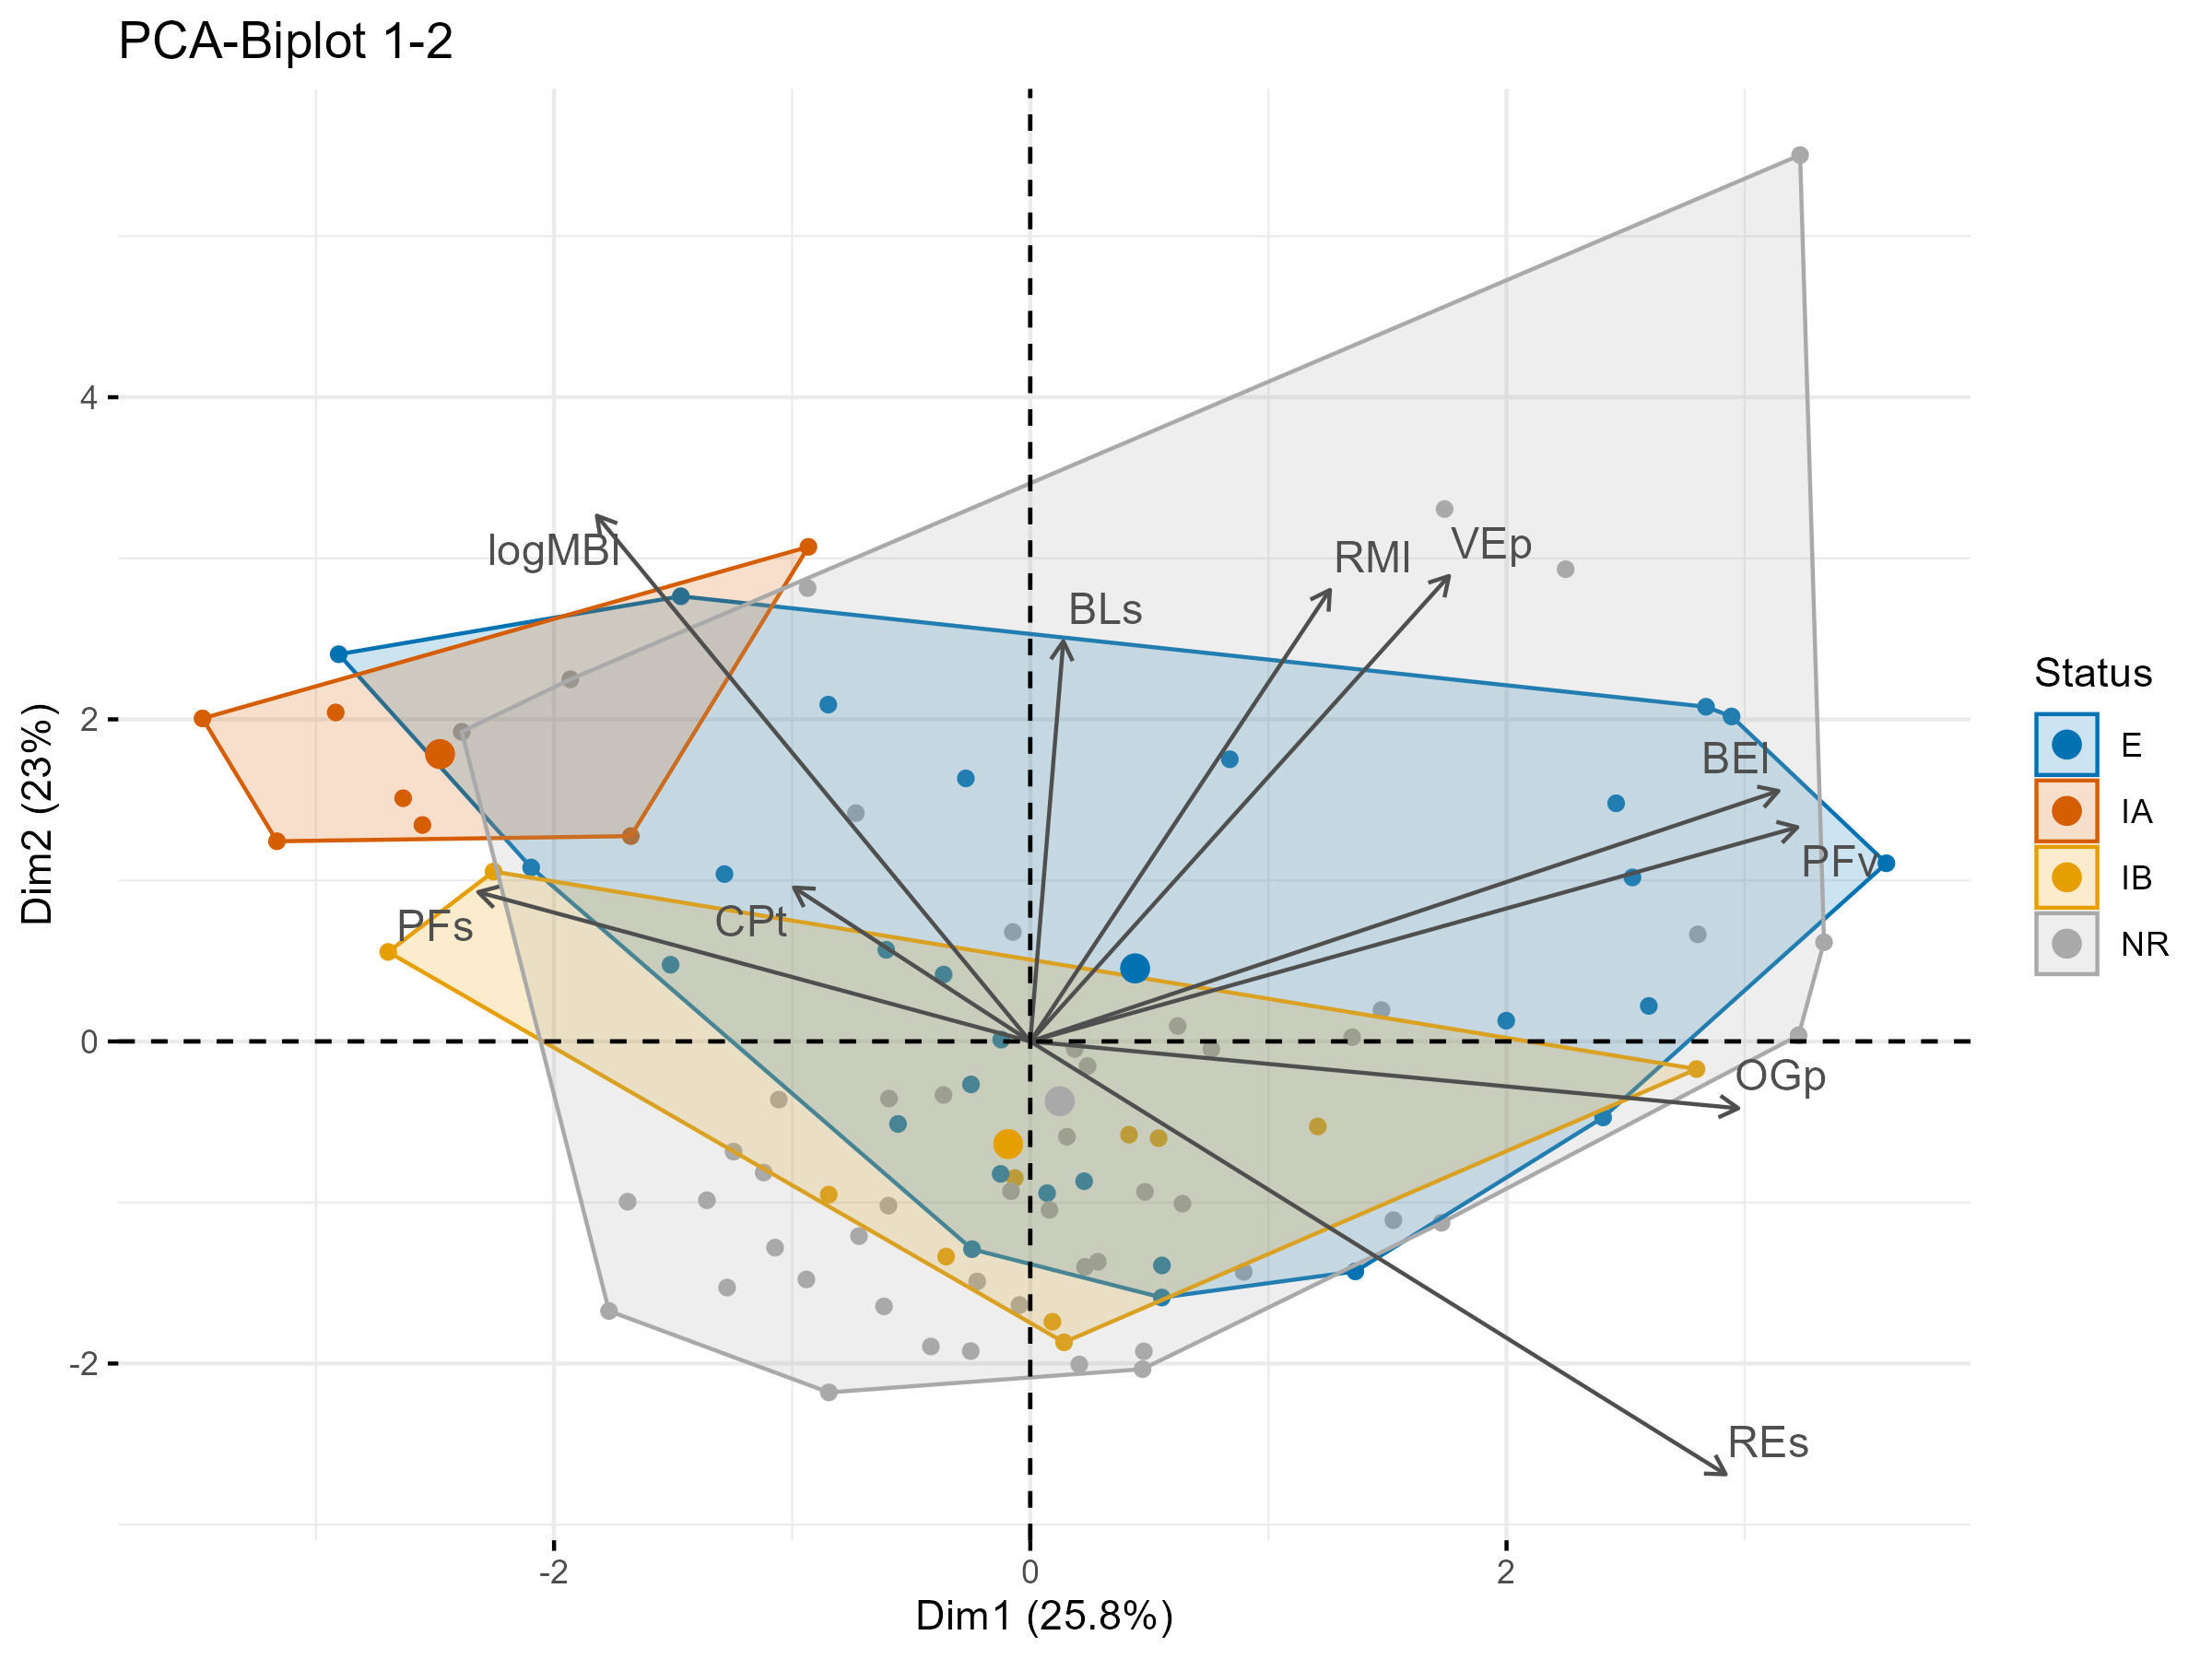 PCA-Biplot 1-2
Dim2 (23%)
4
2
0
-2
logMBI
BLs
RMI
VEp
BEI
PFv
PFs
CPt
OGp
REs
-2
0
2
Dim1 (25.8%)
Status
E
IA
IB
NR